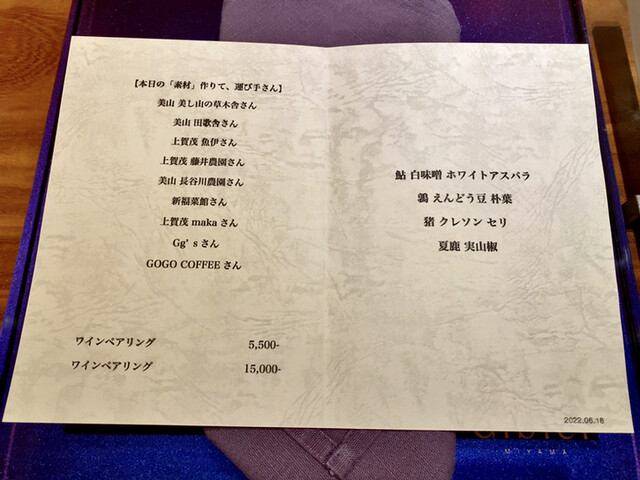 【本日の「素材」作りて、運び手さん】
美山 美し山の草木舎さん
美山 田歌舎さん
上賀茂 魚伊さん
上賀茂 藤井農園さん
美山 長谷川農園さん
新福菜館さん
上賀茂 maka さん
Gg's さん
GOGO COFFEE さん
ワインペアリング 5,500-
ワインペアリング 15,000-
鮎 白味噌 ホワイトアスパラ
鶉 えんどう豆 朴葉
猪 クレソン セリ
夏鹿 実山椒
2022.06.16
MIYAMA